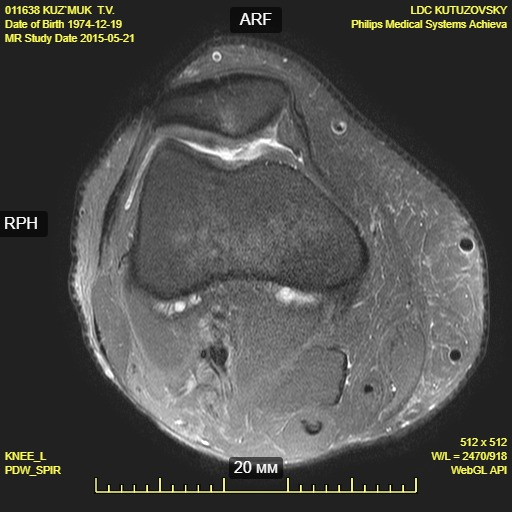 011638 KUZ'MUK T.V.
Date of Birth 1974-12-19
MR Study Date 2015-05-21
ARF
LDC KUTUZOVSKY
Philips Medical Systems Achieva
RPH
KNEE_L
PDW_SPIR
20 мм
512 x 512
W/L = 2470/918
WebGL API